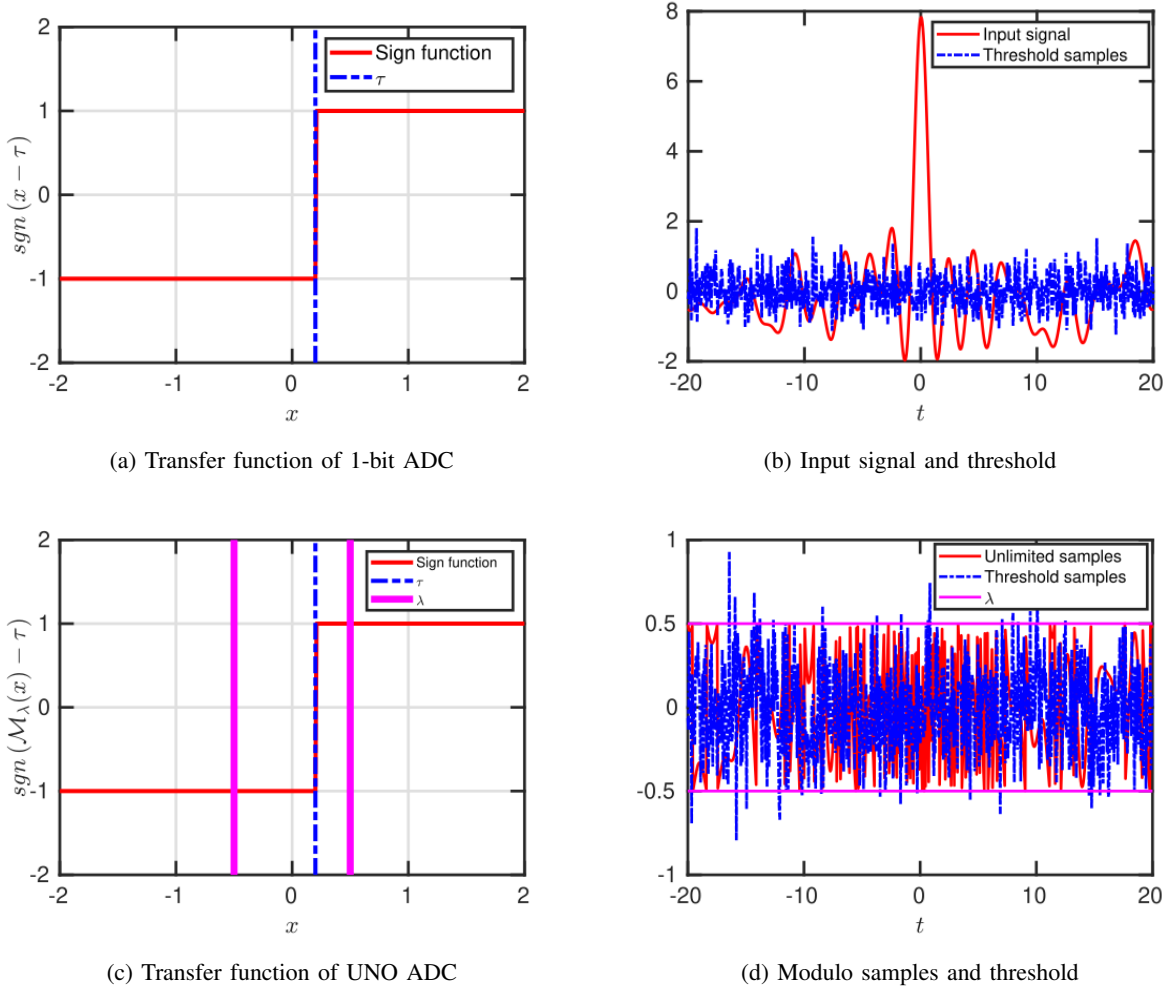 2
1
0
-1
-2
-2
-1
0
1
2
sgn (x − τ)
x
Sign function
τ
(a) Transfer function of 1-bit ADC
8
6
4
2
0
-2
-20
-10
0
10
20
t
Input signal
Threshold samples
(b) Input signal and threshold
2
1
0
-1
-2
-2
-1
0
1
2
sgn (ℳλ(x) − τ)
x
Sign function
τ
λ
(c) Transfer function of UNO ADC
1
0.5
0
-0.5
-1
-20
-10
0
10
20
t
Unlimited samples
Threshold samples
λ
(d) Modulo samples and threshold